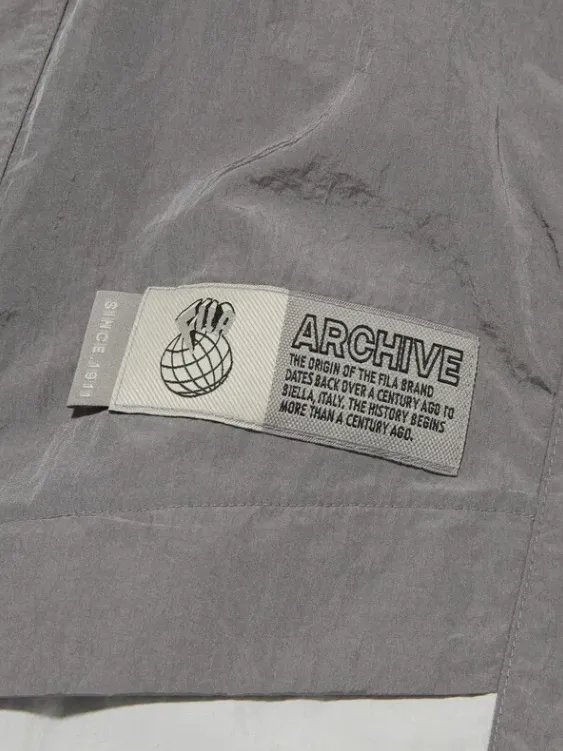 SINCE.1911
FILA
ARCHIVE
THE ORIGIN OF THE FILA BRAND
DATES BACK OVER A CENTURY AGO TO
BIELLA, ITALY. THE HISTORY BEGINS
MORE THAN A CENTURY AGO.